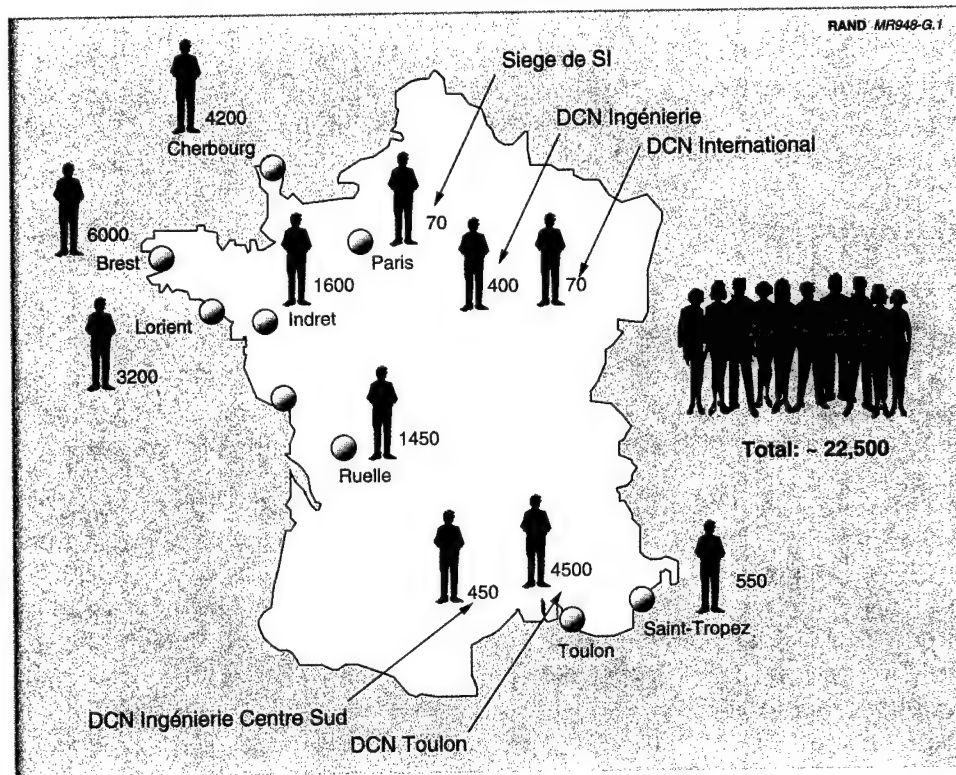 RAND MR948-G.1
Siege de SI
4200
DCN Ingénierie
Cherbourg
DCN International
6000
70
Brest
Paris
1600
400
70
Lorient
Indret
3200
1450
Total: ~ 22,500
Ruelle
450
4500
550
Toulon
Saint-Tropez
DCN Ingénierie Centre Sud
DCN Toulon